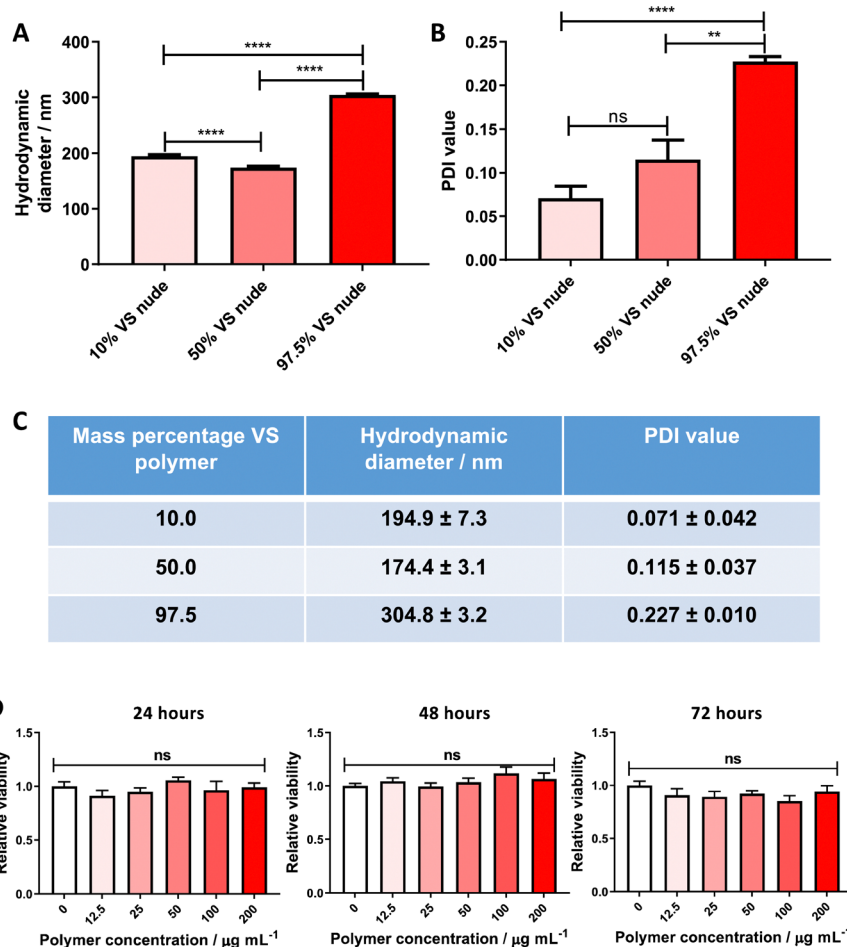 A
Hydrodynamic
diameter / nm
400
300
200
100
0
****
****
****
10% VS nude
50% VS nude
97.5% VS nude
B
PDI value
0.25
0.20
0.15
0.10
0.05
0.00
****
**
ns
10% VS nude
50% VS nude
97.5% VS nude
C
Mass percentage VS
polymer
Hydrodynamic
diameter / nm
PDI value
10.0 194.9 ± 7.3 0.071 ± 0.042
50.0 174.4 ± 3.1 0.115 ± 0.037
97.5 304.8 ± 3.2 0.227 ± 0.010
24 hours
Relative viability
1.5
1.0
0.5
0.0
ns
0 12.5 25 50 100 200
Polymer concentration / µg mL⁻¹
48 hours
Relative viability
1.5
1.0
0.5
0.0
ns
0 12.5 25 50 100 200
Polymer concentration / µg mL⁻¹
72 hours
Relative viability
1.5
1.0
0.5
0.0
ns
0 12.5 25 50 100 200
Polymer concentration / µg mL⁻¹